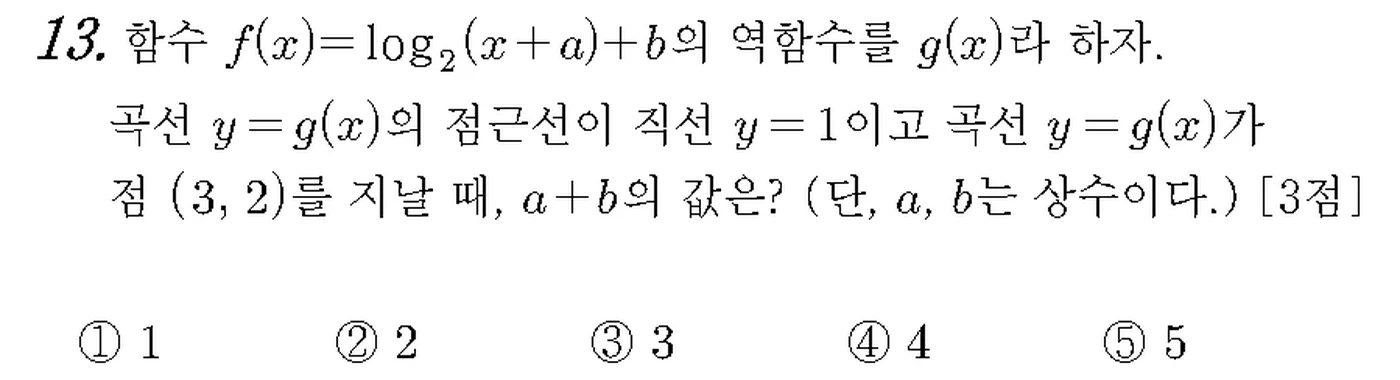 13. 함수 f(x)=log₂(x+a)+b의 역함수를 g(x)라 하자.
곡선 y=g(x)의 점근선이 직선 y=1이고 곡선 y=g(x)가
점 (3, 2)를 지날 때, a+b의 값은? (단, a, b는 상수이다.) [3점]
① 1 ② 2 ③ 3 ④ 4 ⑤ 5